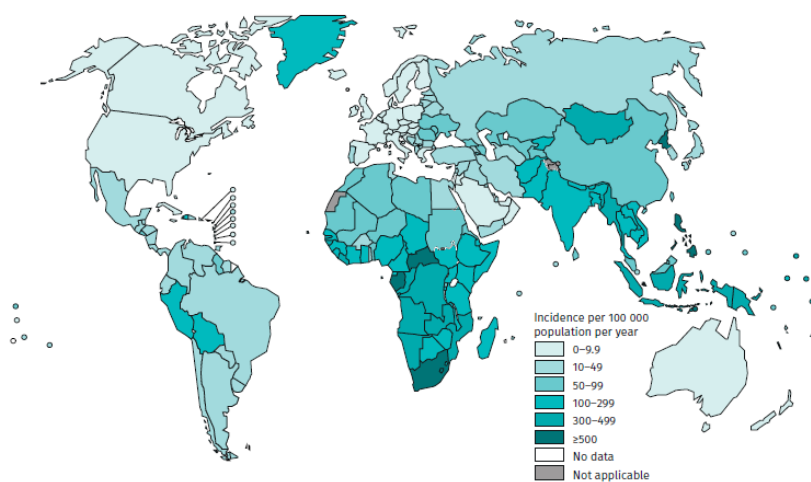 Incidence per 100 000
population per year
0–9.9
10–49
50–99
100–299
300–499
≥500
No data
Not applicable